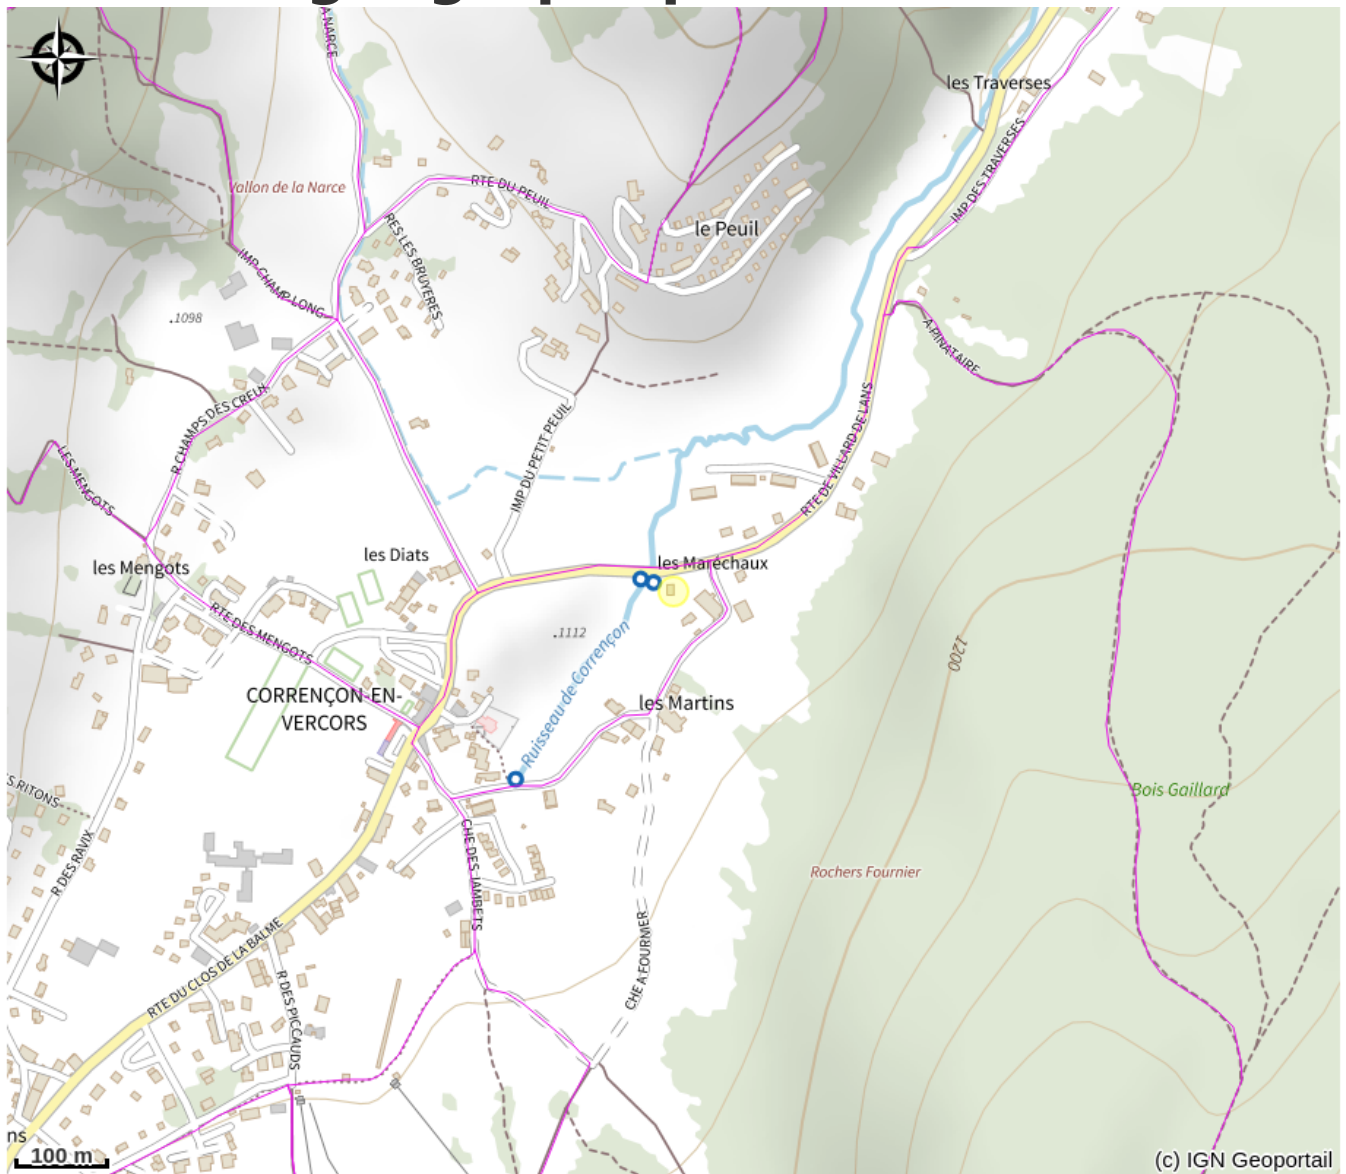 A NARCE
les Traverses
IMP DES TRAVERSES
Vallon de la Narce
RTE DU PEUIL
RES LES BRUYERES
le Peuil
IMP CHAMP LONG
.1098
A PINATAIRE
R CHAMPS DES CREUX
IMP DU PETIT PEUIL
RTE DE VILLARD DE LANS
LES MENGOTS
les Diats
les Mengots
les Maréchaux
RTE DES MENGOTS
.1112
1200
Ruisseau de Corrençon
CORRENÇON-EN-
VERCORS
les Martins
S RITONS
Bois Gaillard
R DES RAVIX
CHE DES JAMBETS
Rochers Fournier
CHE A FOURNIER
RTE DU CLOS DE LA BALME
R DES PICCAUDS
ns
100 m
(c) IGN Geoportail